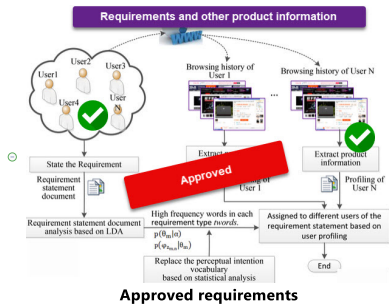 Requirements and other product information
www
User1
User2
User3
User4
User
N
Browsing history of
User 1
...
Browsing history of User N
State the Requirement
Requirement
statement
document
Extract
Approved
of
User 1
Extract product
information
Profiling of
User N
Requirement statement document
analysis based on LDA
High frequency words in each
requirement type twords.
p(θm|α)
p(φzm,n|θm)
Assigned to different users of the
requirement statement based on
user profiling
Replace the perceptual intention
vocabulary
based on statistical analysis
End
Approved requirements